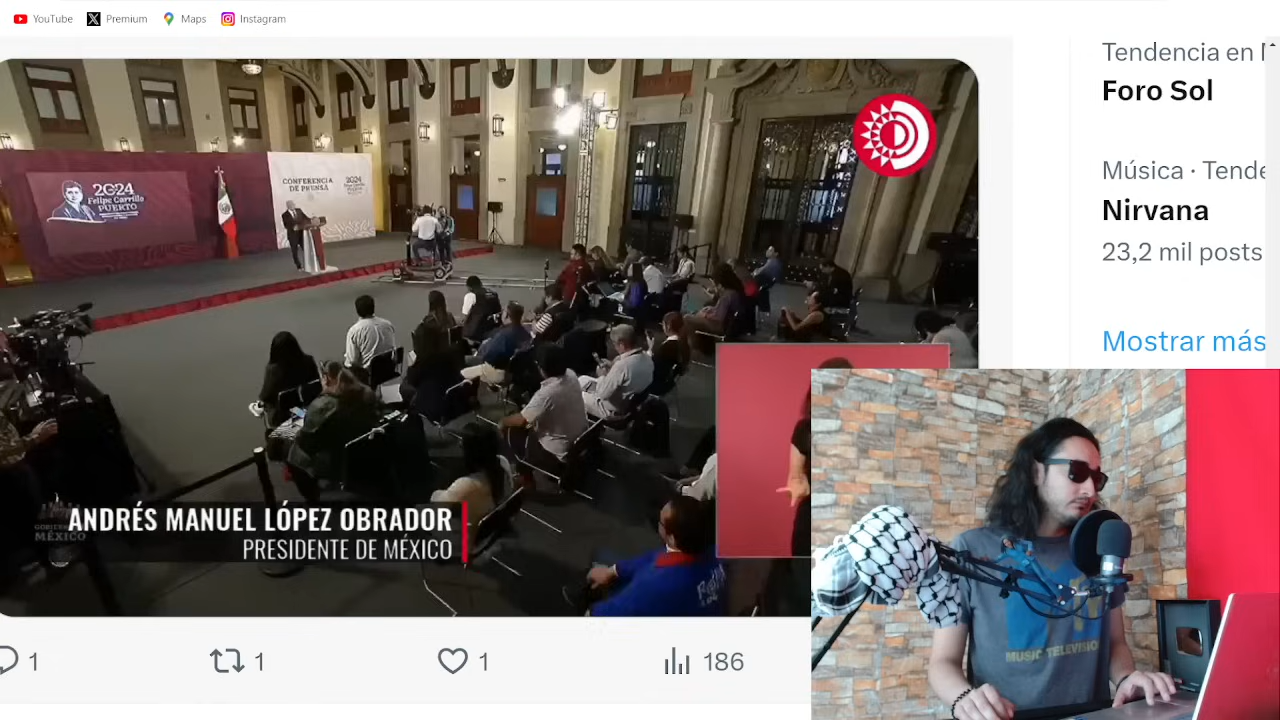 YouTube
Premium
Maps
Instagram
Tendencia en
Foro Sol
Música · Tende
Nirvana
23,2 mil posts
Mostrar más
2024
Felipe Carrillo
PUERTO
CONFERENCIA
DE PRENSA
2024
ANDRÉS MANUEL LÓPEZ OBRADOR
PRESIDENTE DE MÉXICO
MÉXICO
1
1
1
186
MUSIC TELEVISION